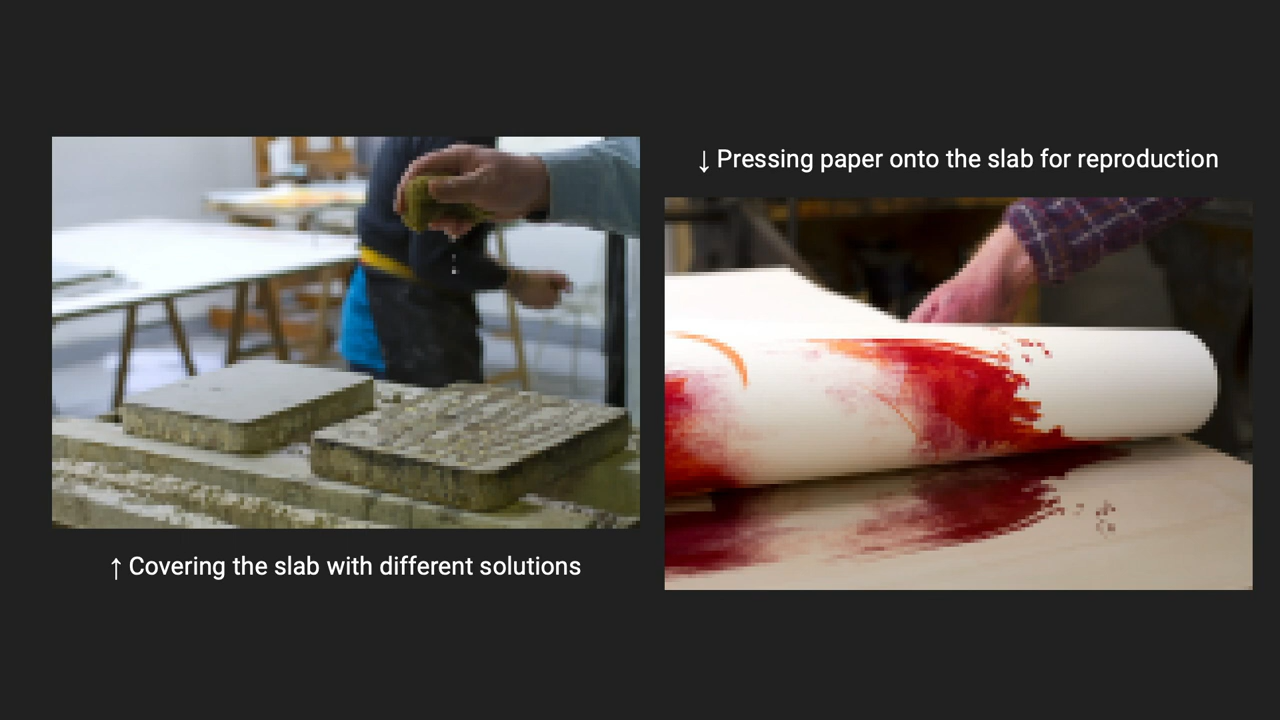 ↑ Covering the slab with different solutions
↓ Pressing paper onto the slab for reproduction